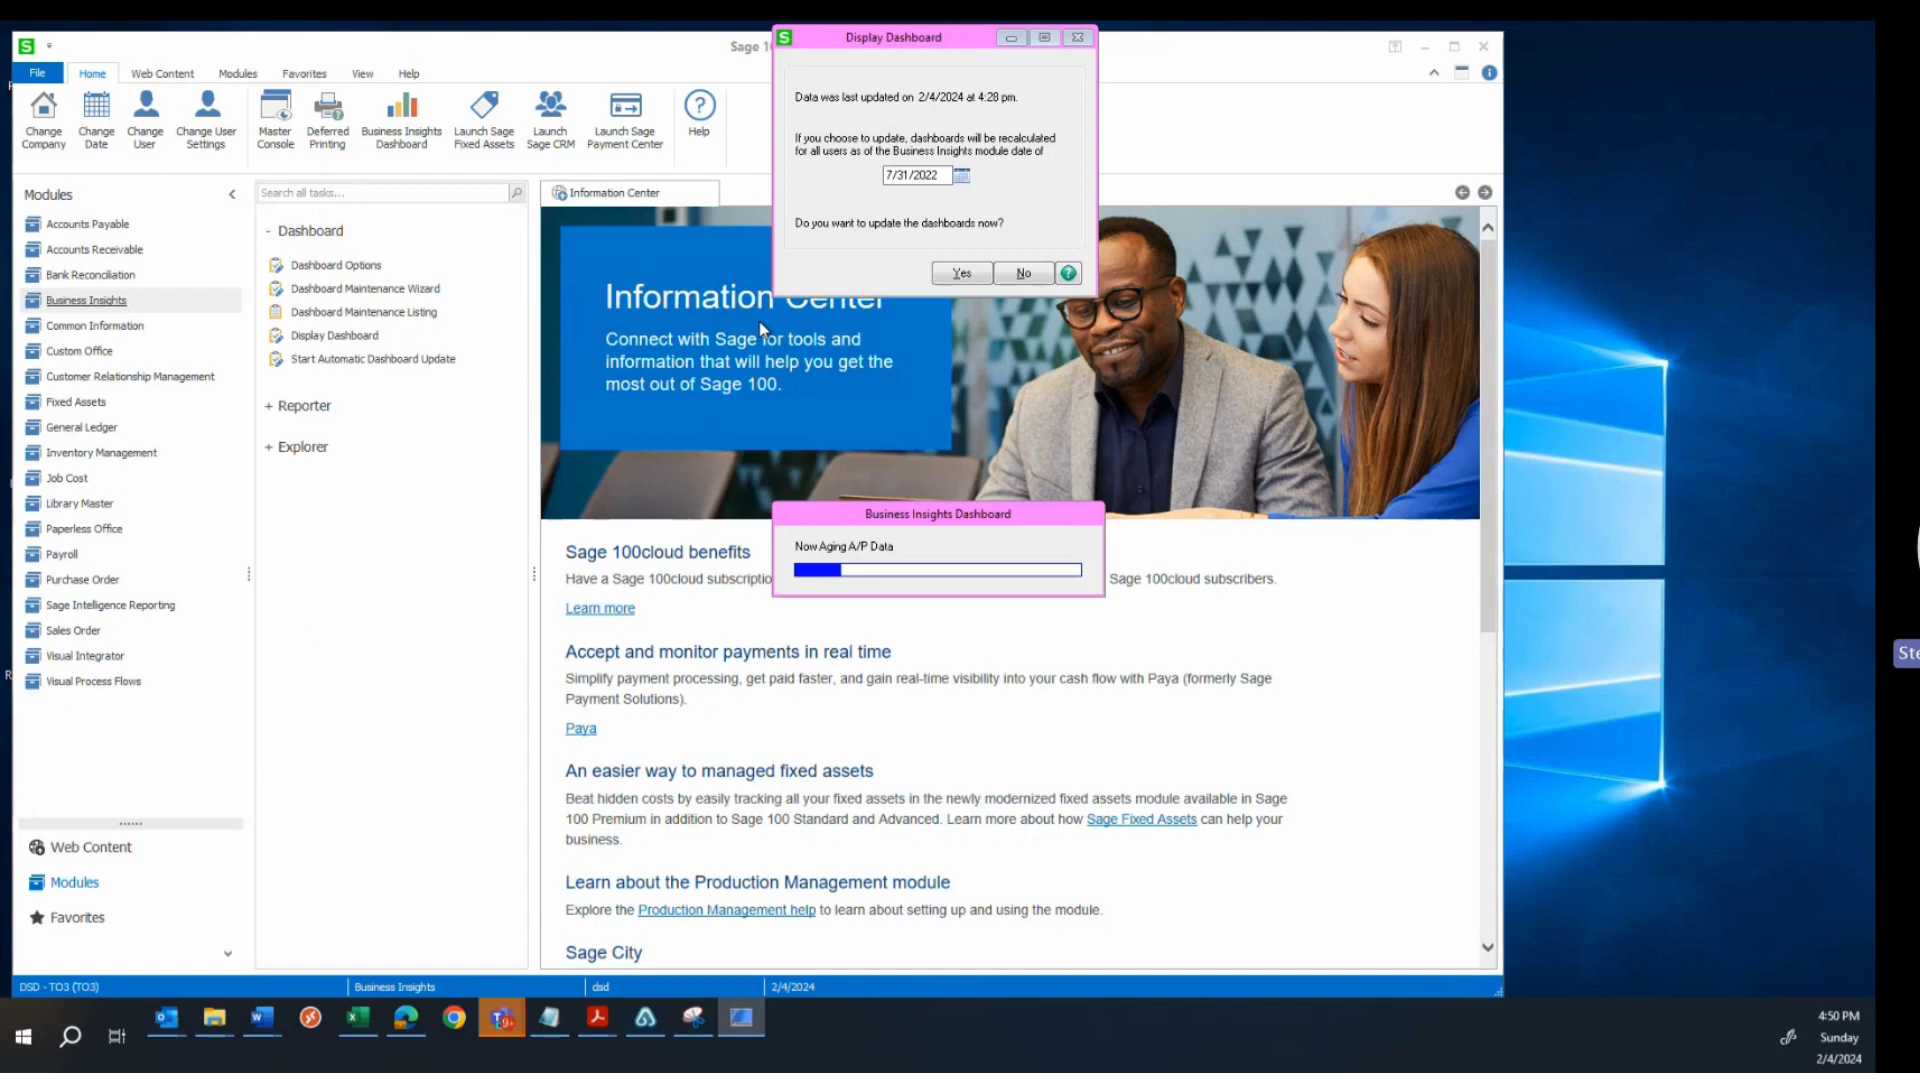 Sage 1
File
Home
Web Content
Modules
Favorites
View
Help
Change Company
Change Date
Change User
Change User Settings
Master Console
Deferred Printing
Business Insights Dashboard
Launch Sage Fixed Assets
Launch Sage CRM
Launch Sage Payment Center
Help
Display Dashboard
Data was last updated on 2/4/2024 at 4:28 pm.
If you choose to update, dashboards will be recalculated
for all users as of the Business Insights module date of
7/31/2022
Do you want to update the dashboards now?
Yes
No
Modules
Accounts Payable
Accounts Receivable
Bank Reconciliation
Business Insights
Common Information
Custom Office
Customer Relationship Management
Fixed Assets
General Ledger
Inventory Management
Job Cost
Library Master
Paperless Office
Payroll
Purchase Order
Sage Intelligence Reporting
Sales Order
Visual Integrator
Visual Process Flows
Web Content
Modules
Favorites
Search all tasks...
- Dashboard
Dashboard Options
Dashboard Maintenance Wizard
Dashboard Maintenance Listing
Display Dashboard
Start Automatic Dashboard Update
+ Reporter
+ Explorer
Information Center
Information Center
Connect with Sage for tools and
information that will help you get the
most out of Sage 100.
Business Insights Dashboard
Now Aging A/P Data
Sage 100cloud benefits
Have a Sage 100cloud subscriptio
Sage 100cloud subscribers.
Learn more
Accept and monitor payments in real time
Simplify payment processing, get paid faster, and gain real-time visibility into your cash flow with Paya (formerly Sage
Payment Solutions).
Paya
An easier way to managed fixed assets
Beat hidden costs by easily tracking all your fixed assets in the newly modernized fixed assets module available in Sage
100 Premium in addition to Sage 100 Standard and Advanced. Learn more about how Sage Fixed Assets can help your
business.
Learn about the Production Management module
Explore the Production Management help to learn about setting up and using the module.
Sage City
DSD - TO3 (TO3)
Business Insights
dsd
2/4/2024
4:50 PM
Sunday
2/4/2024
Ste